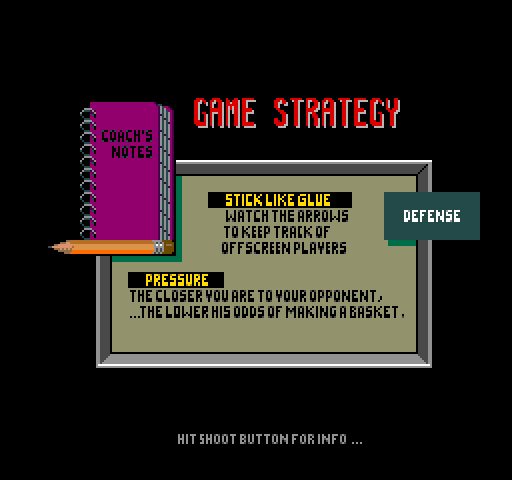 GAME STRATEGY
COACH'S
NOTES
STICK LIKE GLUE
WATCH THE ARROWS
TO KEEP TRACK OF
OFFSCREEN PLAYERS
DEFENSE
PRESSURE
THE CLOSER YOU ARE TO YOUR OPPONENT,
...THE LOWER HIS ODDS OF MAKING A BASKET.
HIT SHOOT BUTTON FOR INFO ...